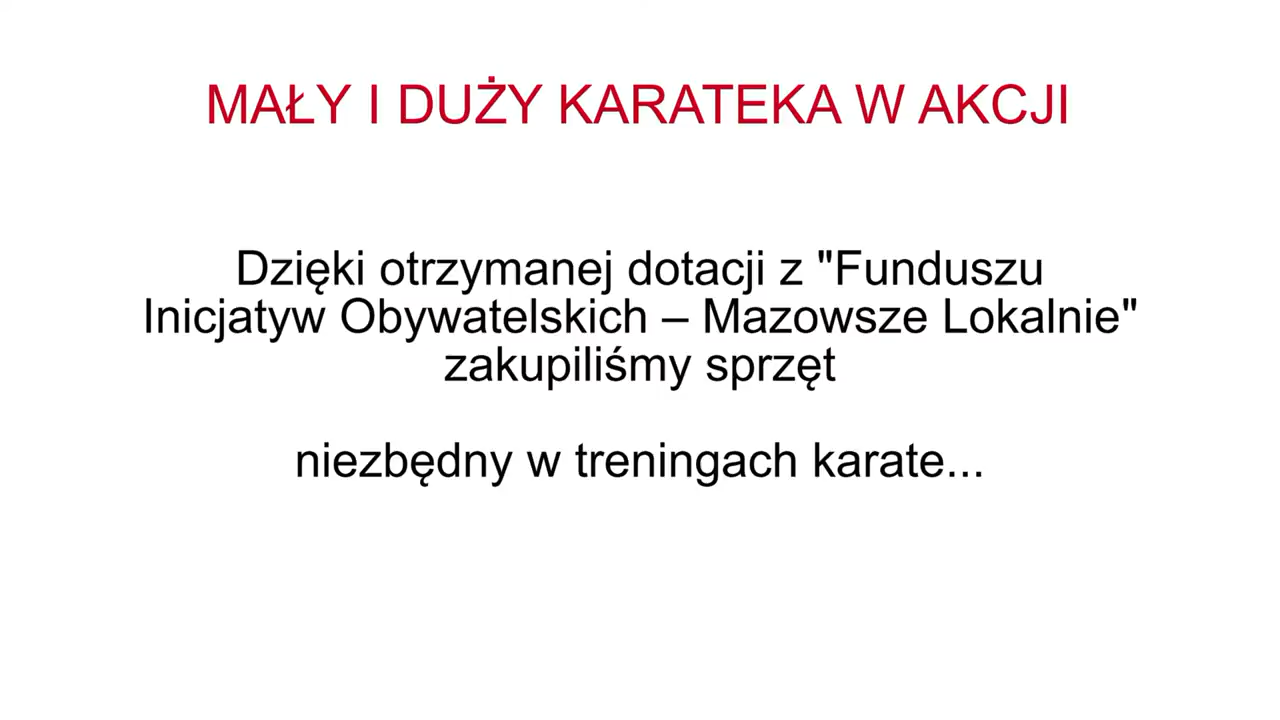 MAŁY I DUŻY KARATEKA W AKCJI
Dzięki otrzymanej dotacji z "Funduszu
Inicjatyw Obywatelskich – Mazowsze Lokalnie"
zakupiliśmy sprzęt
niezbędny w treningach karate...